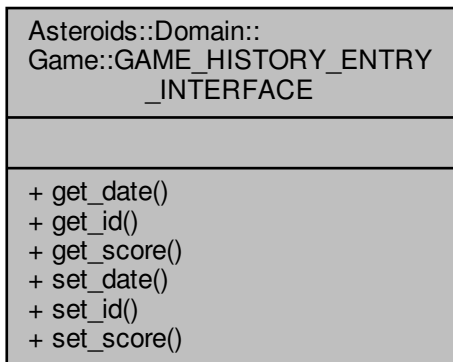 Asteroids::Domain::
Game::GAME_HISTORY_ENTRY
_INTERFACE
+ get_date()
+ get_id()
+ get_score()
+ set_date()
+ set_id()
+ set_score()